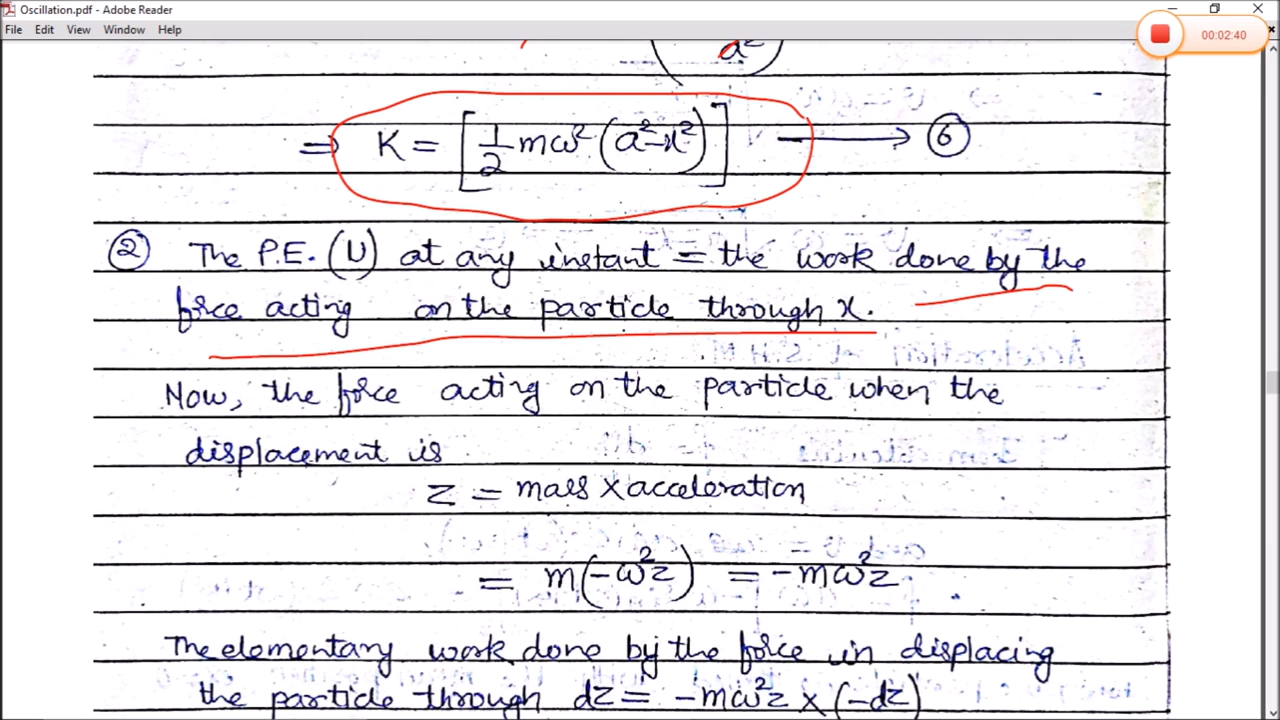 Oscillation.pdf - Adobe Reader
File Edit View Window Help
00:02:40
a²
⇒ K = [1/2 mω² (a²-x²)] → ⑥
② The P.E. (U) at any instant = the work done by the
force acting on the particle through x.
Now, the force acting on the particle when the
displacement is
z = mass × acceleration
= m(-ω²z) = -mω²z
The elementary work done by the force in displacing
the particle through dz = -mω²z × (-dz)